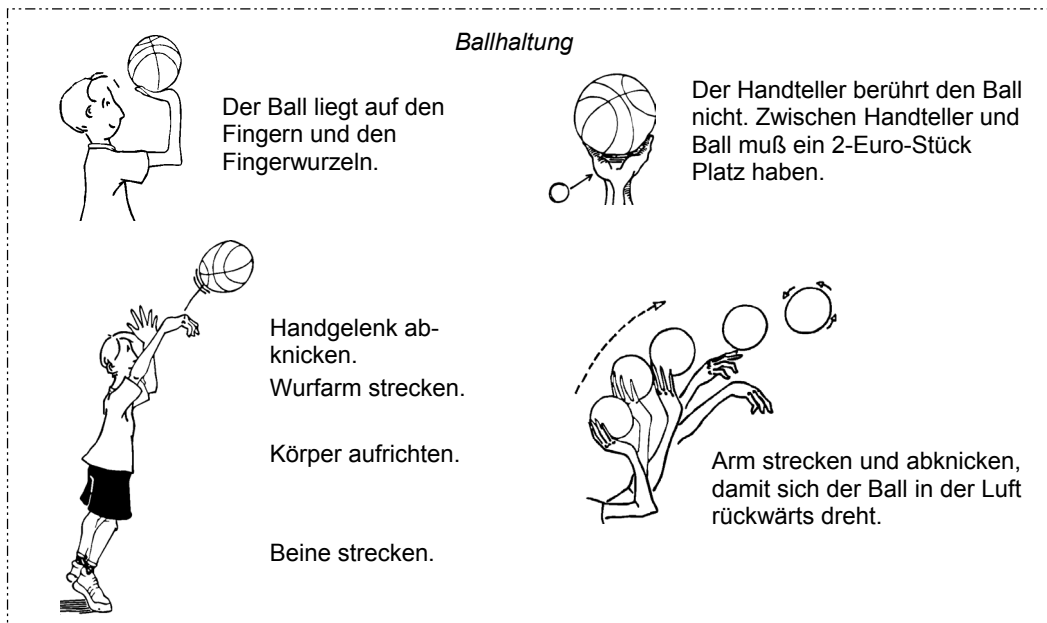 Ballhaltung
Der Ball liegt auf den
Fingern und den
Fingerwurzeln.
Der Handteller berührt den Ball
nicht. Zwischen Handteller und
Ball muß ein 2-Euro-Stück
Platz haben.
Handgelenk ab-
knicken.
Wurfarm strecken.
Körper aufrichten.
Beine strecken.
Arm strecken und abknicken,
damit sich der Ball in der Luft
rückwärts dreht.